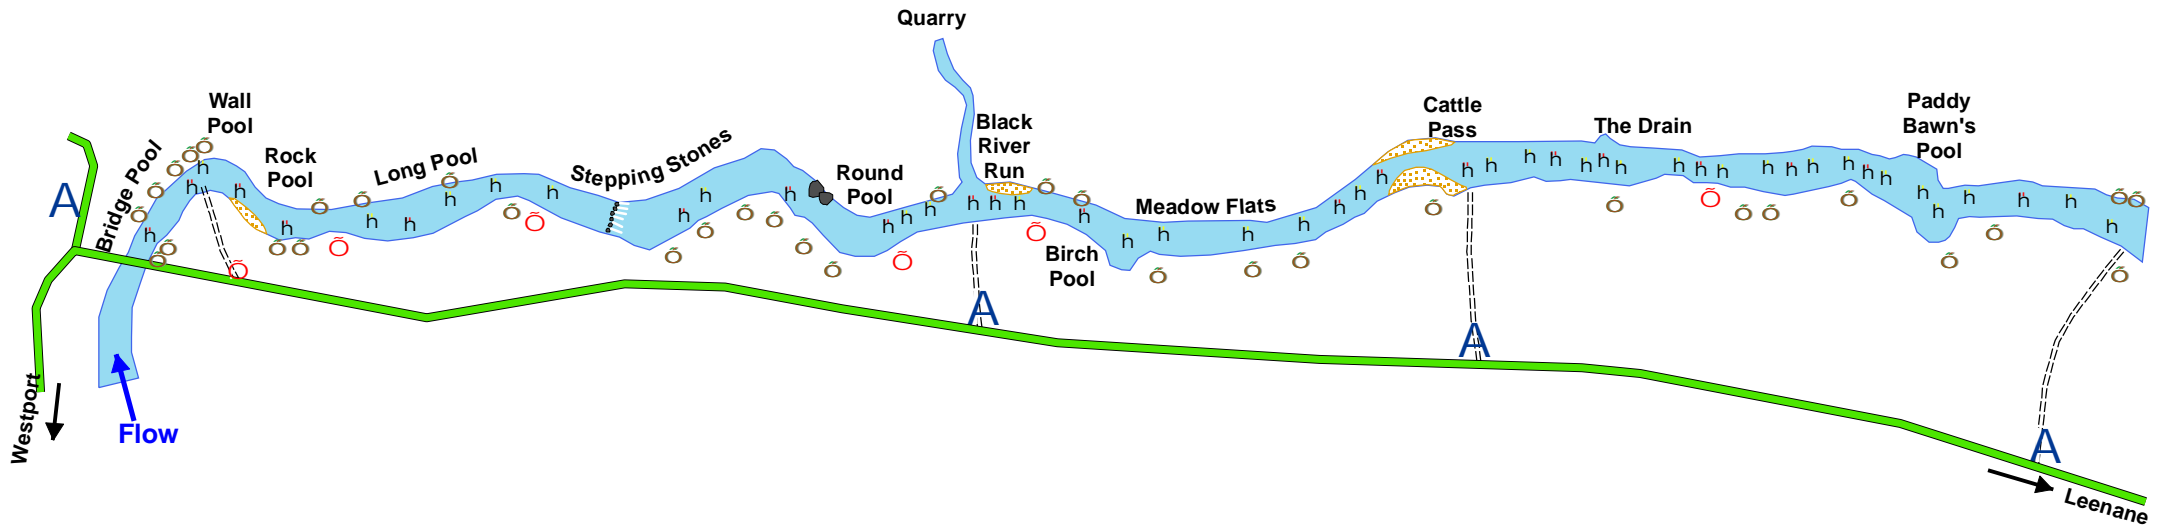 Quarry
Wall
Pool
Bridge Pool
Rock
Pool
Long Pool
Stepping Stones
Round
Pool
Black
River
Run
Birch
Pool
Meadow Flats
Cattle
Pass
The Drain
Paddy
Bawn's
Pool
A
A
A
A
Westport
Flow
Leenane